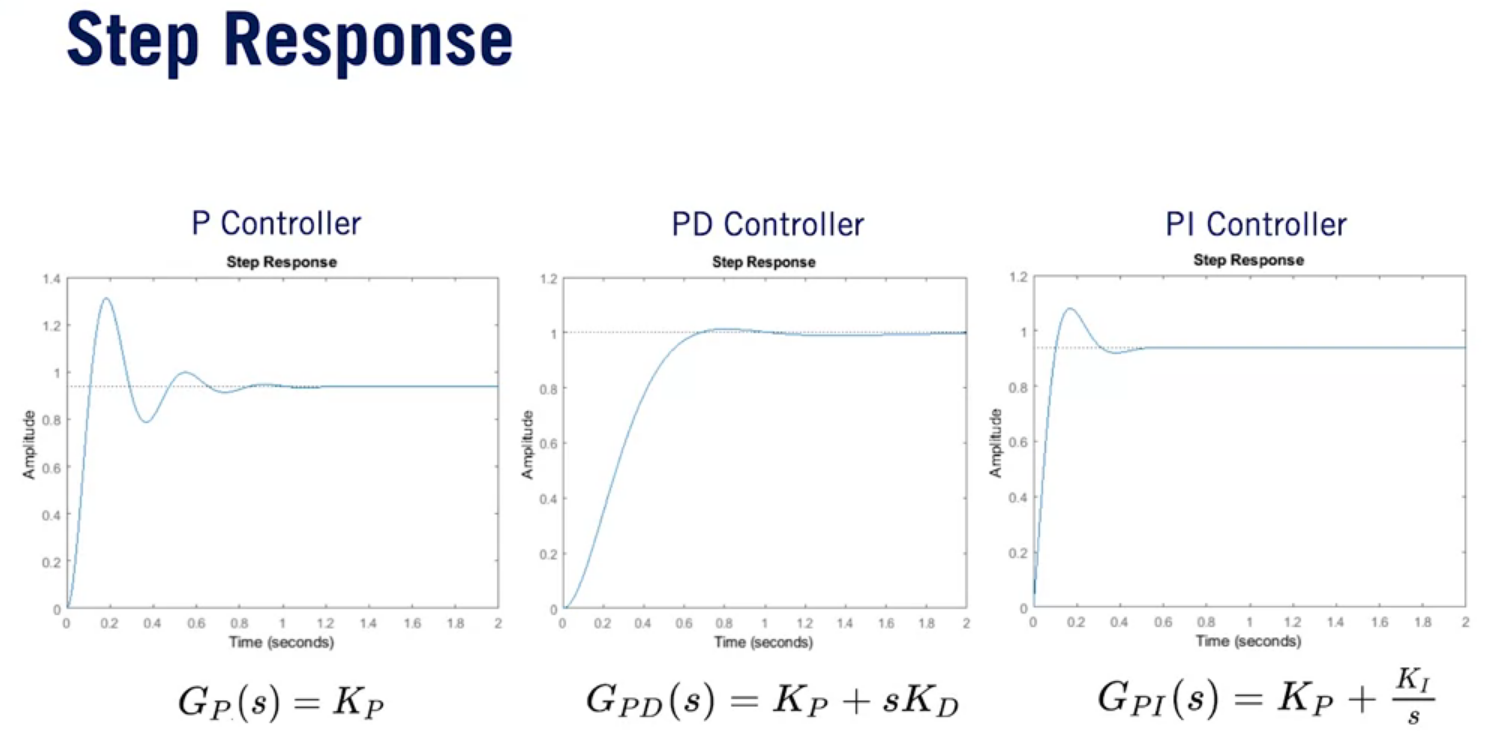 Step Response
P Controller
Step Response
1.4
1.2
1
0.8
0.6
0.4
0.2
0
Amplitude
0 0.2 0.4 0.6 0.8 1 1.2 1.4 1.6 1.8 2
Time (seconds)
G_P(s) = K_P
PD Controller
Step Response
1.2
1
0.8
0.6
0.4
0.2
0
Amplitude
0 0.2 0.4 0.6 0.8 1 1.2 1.4 1.6 1.8 2
Time (seconds)
G_{PD}(s) = K_P + sK_D
PI Controller
Step Response
1.2
1
0.8
0.6
0.4
0.2
0
Amplitude
0 0.2 0.4 0.6 0.8 1 1.2 1.4 1.6 1.8 2
Time (seconds)
G_{PI}(s) = K_P + \frac{K_I}{s}